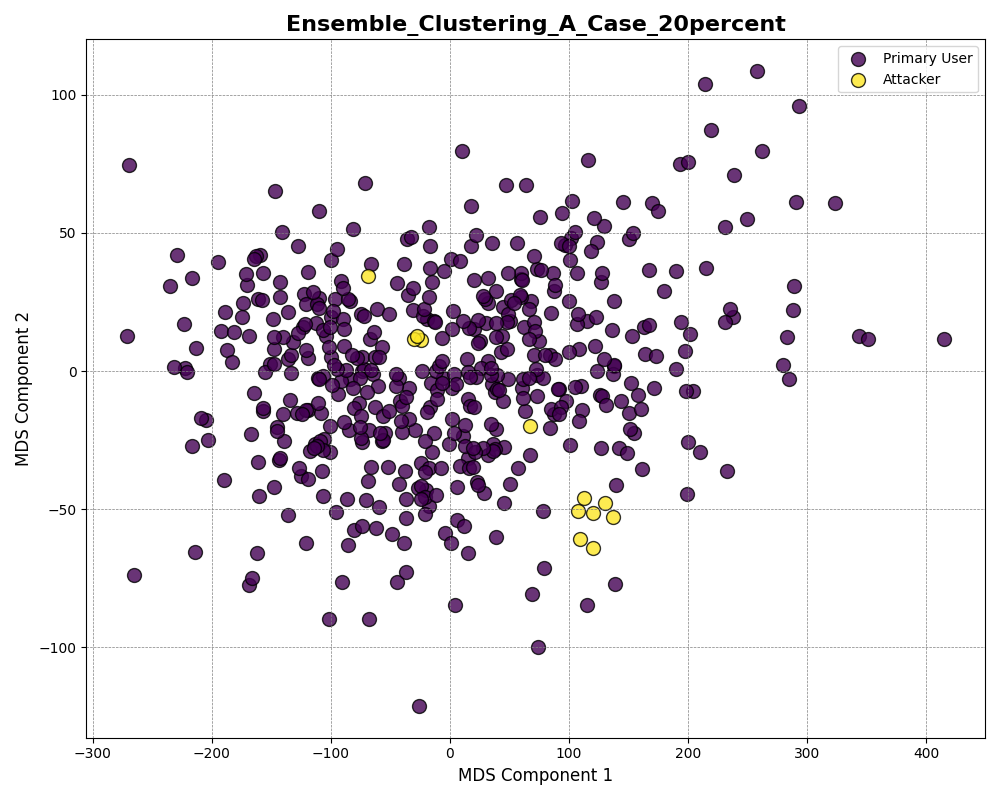 Ensemble_Clustering_A_Case_20percent
Primary User
Attacker
100
50
0
−50
−100
MDS Component 2
−300
−200
−100
0
100
200
300
400
MDS Component 1